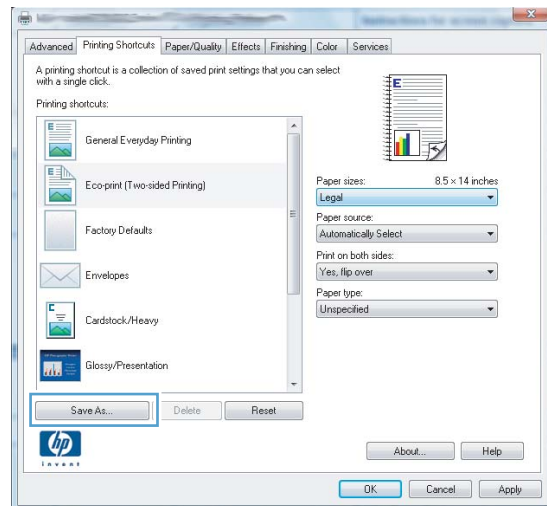 Advanced Printing Shortcuts Paper/Quality Effects Finishing Color Services
A printing shortcut is a collection of saved print settings that you can select
with a single click.
Printing shortcuts:
E
General Everyday Printing
E
Eco-print (Two-sided Printing)
Factory Defaults
Envelopes
E
Cardstock/Heavy
Glossy/Presentation
Save As... Delete Reset
E
Paper sizes: 8.5 × 14 inches
Legal
Paper source:
Automatically Select
Print on both sides:
Yes, flip over
Paper type:
Unspecified
hp
invent
About... Help
OK Cancel Apply